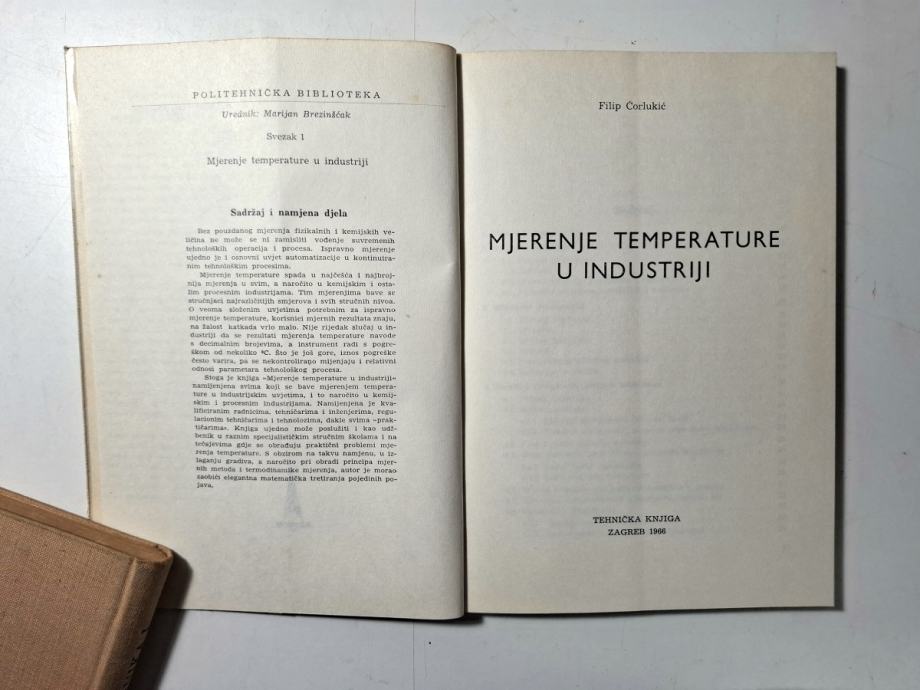 POLITEHNIČKA BIBLIOTEKA
Urednik: Marijan Brezinšćak
Svezak 1
Mjerenje temperature u industriji
Sadržaj i namjena djela
Bez pouzdanog mjerenja fizikalnih i kemijskih ve-
ličina ne može se ni zamisliti vođenje suvremenih
tehnoloških operacija i procesa. Ispravno mjerenje
ujedno je i osnovni uvjet automatizacije u kontinuira-
nim tehnološkim procesima.
Mjerenje temperature spada u najčešća i najbroj-
nija mjerenja u svim, a naročito u kemijskim i osta-
lim procesnim industrijama. Tim mjerenjima bave se
stručnjaci najrazličitijih smjerova i svih stručnih nivoa.
O veoma složenim uvjetima potrebnim za ispravno
mjerenje temperature, korisnici mjernih rezultata znaju,
na žalost katkada vrlo malo. Nije rijedak slučaj u in-
dustriji da se rezultati mjerenja temperature navode
s decimalnim brojevima, a instrument radi s pogre-
škom od nekoliko °C. Što je još gore, iznos pogreške
često varira, pa se nekontrolirano mijenjaju i relativni
odnosi parametara tehnološkog procesa.
Stoga je knjiga »Mjerenje temperature u industriji«
namijenjena svima koji se bave mjerenjem tempera-
ture u industrijskim uvjetima, i to naročito u kemij-
skim i procesnim industrijama. Namijenjena je kva-
lificiranim radnicima, tehničarima i inženjerima, regu-
lacionim tehničarima i tehnolozima, dakle svima »prak-
tičarima«. Knjiga ujedno može poslužiti i kao udž-
benik u raznim specijalističkim stručnim školama i na
tečajevima gdje se obrađuju praktični problemi mje-
renja temperature. S obzirom na takvu namjenu, u iz-
laganju gradiva, a naročito pri obradi principa mjer-
nih metoda i termodinamike mjerenja, autor je morao
zaobići elegantna matematička tretiranja pojedinih po-
java.
Filip Ćorlukić
MJERENJE TEMPERATURE
U INDUSTRIJI
TEHNIČKA KNJIGA
ZAGREB 1966